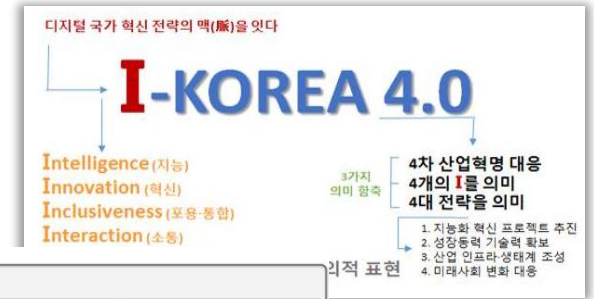 디지털 국가 혁신 전략의 맥(脈)을 잇다
I-KOREA 4.0
Intelligence (지능)
Innovation (혁신)
Inclusiveness (포용·통합)
Interaction (소통)
3가지
의미 함축
4차 산업혁명 대응
4개의 I를 의미
4대 전략을 의미
1. 지능화 혁신 프로젝트 추진
2. 성장동력 기술력 확보
3. 산업 인프라·생태계 조성
4. 미래사회 변화 대응
의적 표현